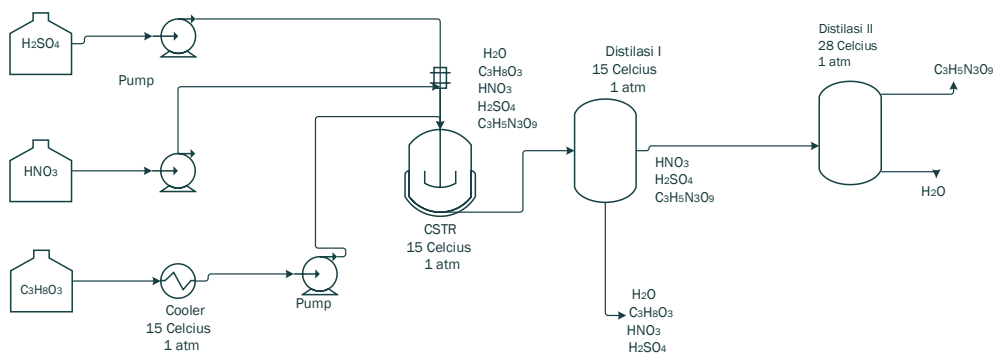 H2SO4
Pump
HNO3
C3H8O3
Cooler
15 Celcius
1 atm
Pump
H2O
C3H8O3
HNO3
H2SO4
C3H5N3O9
CSTR
15 Celcius
1 atm
Distilasi I
15 Celcius
1 atm
HNO3
H2SO4
C3H5N3O9
H2O
C3H8O3
HNO3
H2SO4
Distilasi II
28 Celcius
1 atm
C3H5N3O9
H2O